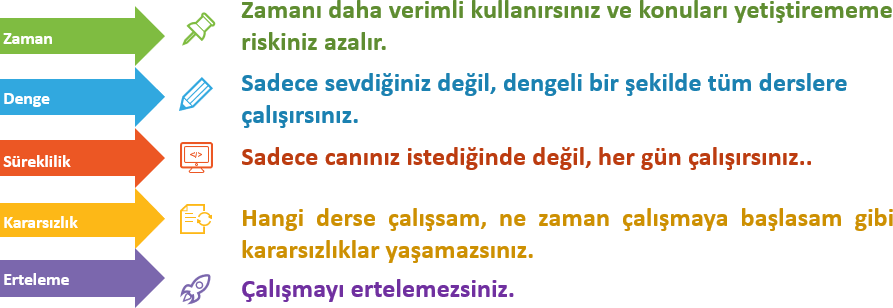 Zaman
Zamanı daha verimli kullanırsınız ve konuları yetiştirememe
riskiniz azalır.
Denge
Sadece sevdiğiniz değil, dengeli bir şekilde tüm derslere
çalışırsınız.
Süreklilik
</>
Sadece canınız istediğinde değil, her gün çalışırsınız..
Kararsızlık
Hangi derse çalışsam, ne zaman çalışmaya başlasam gibi
kararsızlıklar yaşamazsınız.
Erteleme
Çalışmayı ertelemezsiniz.